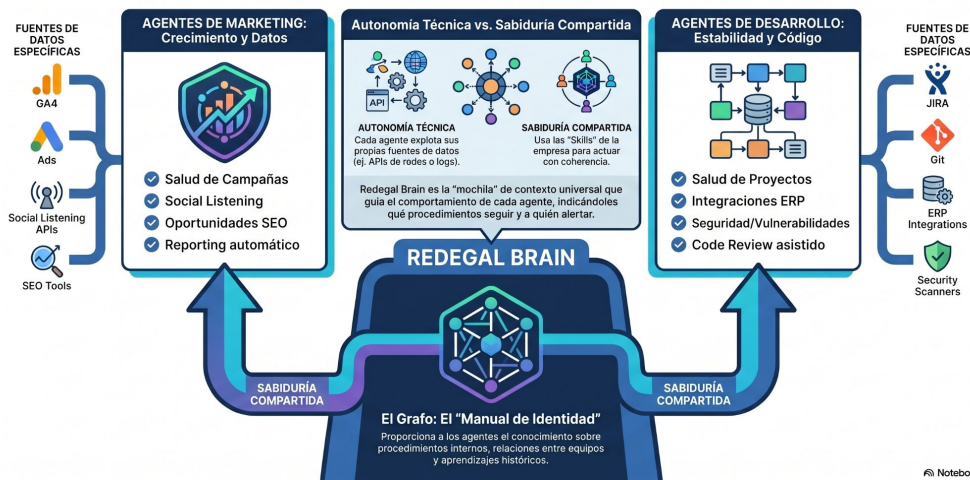 FUENTES DE
DATOS
ESPECÍFICAS
GA4
Ads
Social Listening
APIs
SEO Tools
AGENTES DE MARKETING:
Crecimiento y Datos
Salud de Campañas
Social Listening
Oportunidades SEO
Reporting automático
Autonomía Técnica vs. Sabiduría Compartida
API
AUTONOMÍA TÉCNICA
Cada agente explota sus
propias fuentes de datos
(ej. APIs de redes o logs).
SABIDURÍA COMPARTIDA
Usa las "Skills" de la
empresa para actuar
con coherencia.
Redegal Brain es la "mochila" de contexto universal que
guia el comportamiento de cada agente, indicándoles
qué procedimientos seguir y a quién alertar.
AGENTES DE DESARROLLO:
Estabilidad y Código
Salud de Proyectos
Integraciones ERP
Seguridad/Vulnerabilidades
Code Review asistido
FUENTES DE
DATOS
ESPECÍFICAS
JIRA
Git
ERP
Integrations
Security
Scanners
REDEGAL BRAIN
SABIDURÍA
COMPARTIDA
SABIDURÍA
COMPARTIDA
El Grafo: El "Manual de Identidad"
Proporciona a los agentes el conocimiento sobre
procedimientos internos, relaciones entre equipos
y aprendizajes históricos.
Notebo